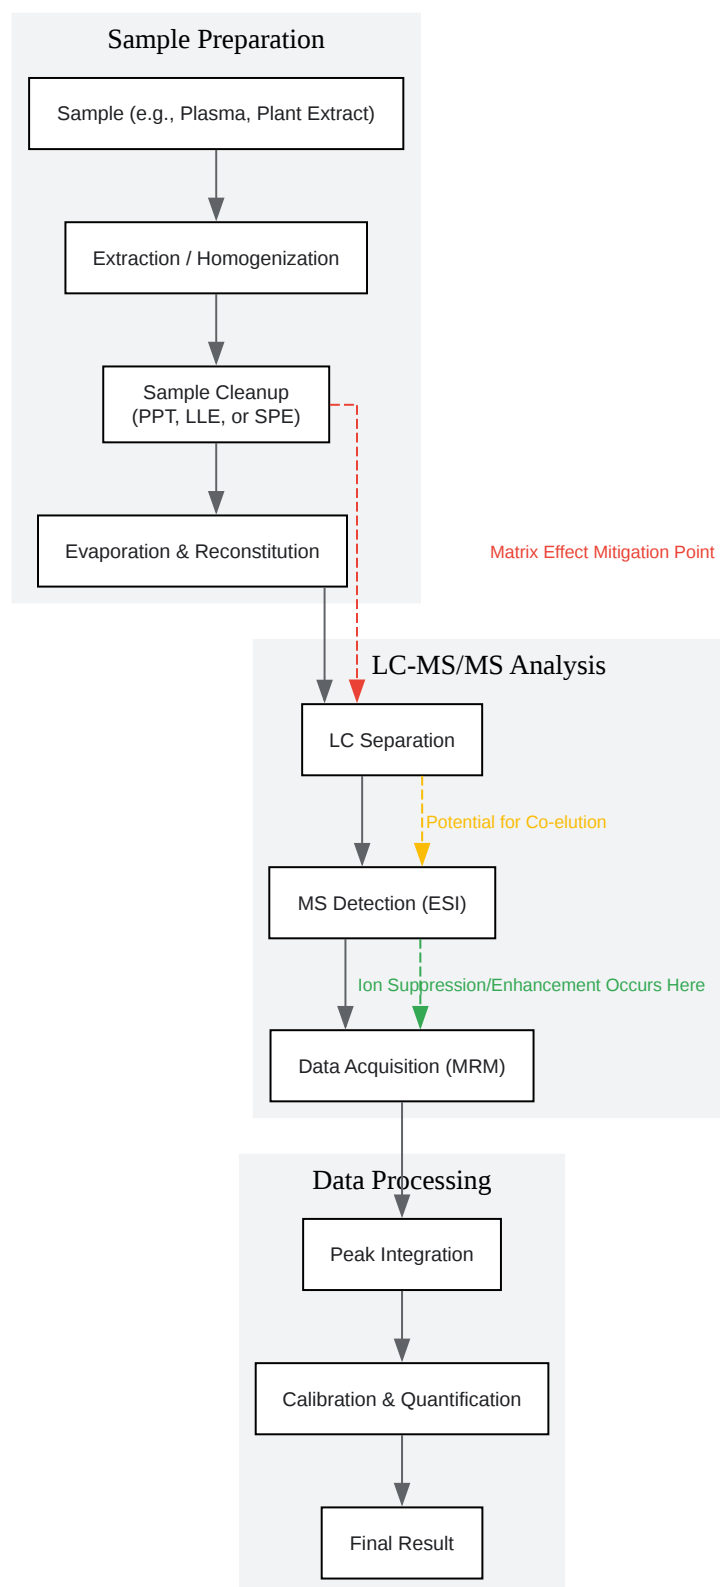 Sample Preparation
Sample (e.g., Plasma, Plant Extract)
Extraction / Homogenization
Sample Cleanup
(PPT, LLE, or SPE)
Evaporation & Reconstitution
Matrix Effect Mitigation Point
LC-MS/MS Analysis
LC Separation
Potential for Co-elution
MS Detection (ESI)
Ion Suppression/Enhancement Occurs Here
Data Acquisition (MRM)
Data Processing
Peak Integration
Calibration & Quantification
Final Result